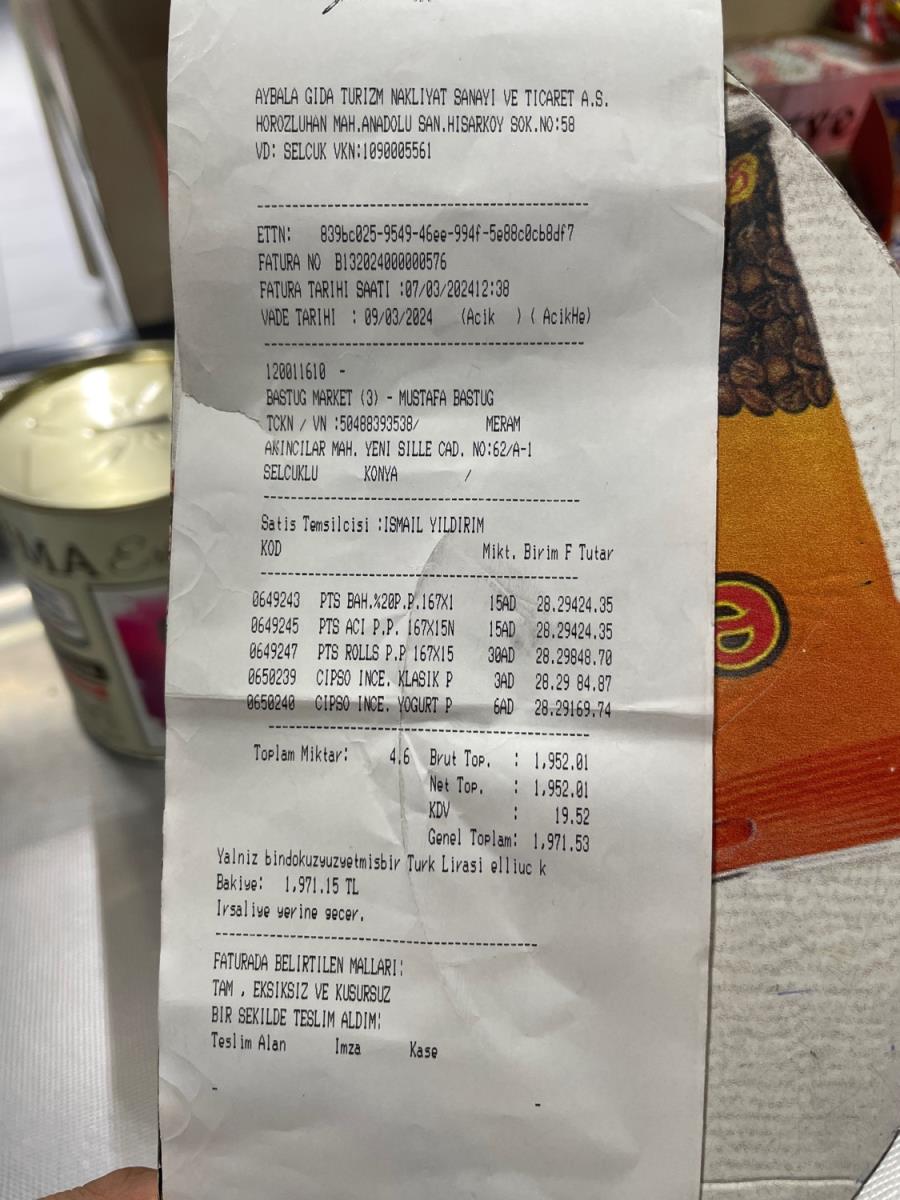 AYBALA GIDA TURIZM NAKLIYAT SANAYI VE TICARET A.S.
HOROZLUHAN MAH.ANADOLU SAN.HISARKOY SOK.NO:58
VD: SELCUK VKN:1090005561
ETTN: 839bc025-9549-46ee-994f-5e88c0cb8df7
FATURA NO B132024000000576
FATURA TARIHI SAATI :07/03/202412:38
VADE TARIHI : 09/03/2024 (Acik ) ( AcikHe)
120011610 -
BASTUG MARKET (3) - MUSTAFA BASTUG
TCKN / VN :50488393538/ MERAM
AKINCILAR MAH. YENI SILLE CAD. NO:62/A-1
SELCUKLU KONYA /
Satis Temsilcisi :ISMAIL YILDIRIM
KOD Mikt. Birim F Tutar
0649243 PTS BAH.%20P.P.167X1 15AD 28.29424.35
0649245 PTS ACI P.P. 167X15N 15AD 28.29424.35
0649247 PTS ROLLS P.P 167X15 30AD 28.29848.70
0650239 CIPSO INCE. KLASIK P 3AD 28.29 84.87
0650240 CIPSO INCE. YOGURT P 6AD 28.29169.74
Toplam Miktar: 4.6 Brut Top. : 1,952.01
Net Top. : 1,952.01
KDV : 19.52
Genel Toplam: 1,971.53
Yalniz bindokuzyuzyetmisbir Turk Lirasi elliuc k
Bakiye: 1,971.15 TL
Irsaliye yerine gecer.
FATURADA BELIRTILEN MALLARI:
TAM , EKSIKSIZ VE KUSURSUZ
BIR SEKILDE TESLIM ALDIM:
Teslim Alan Imza Kase